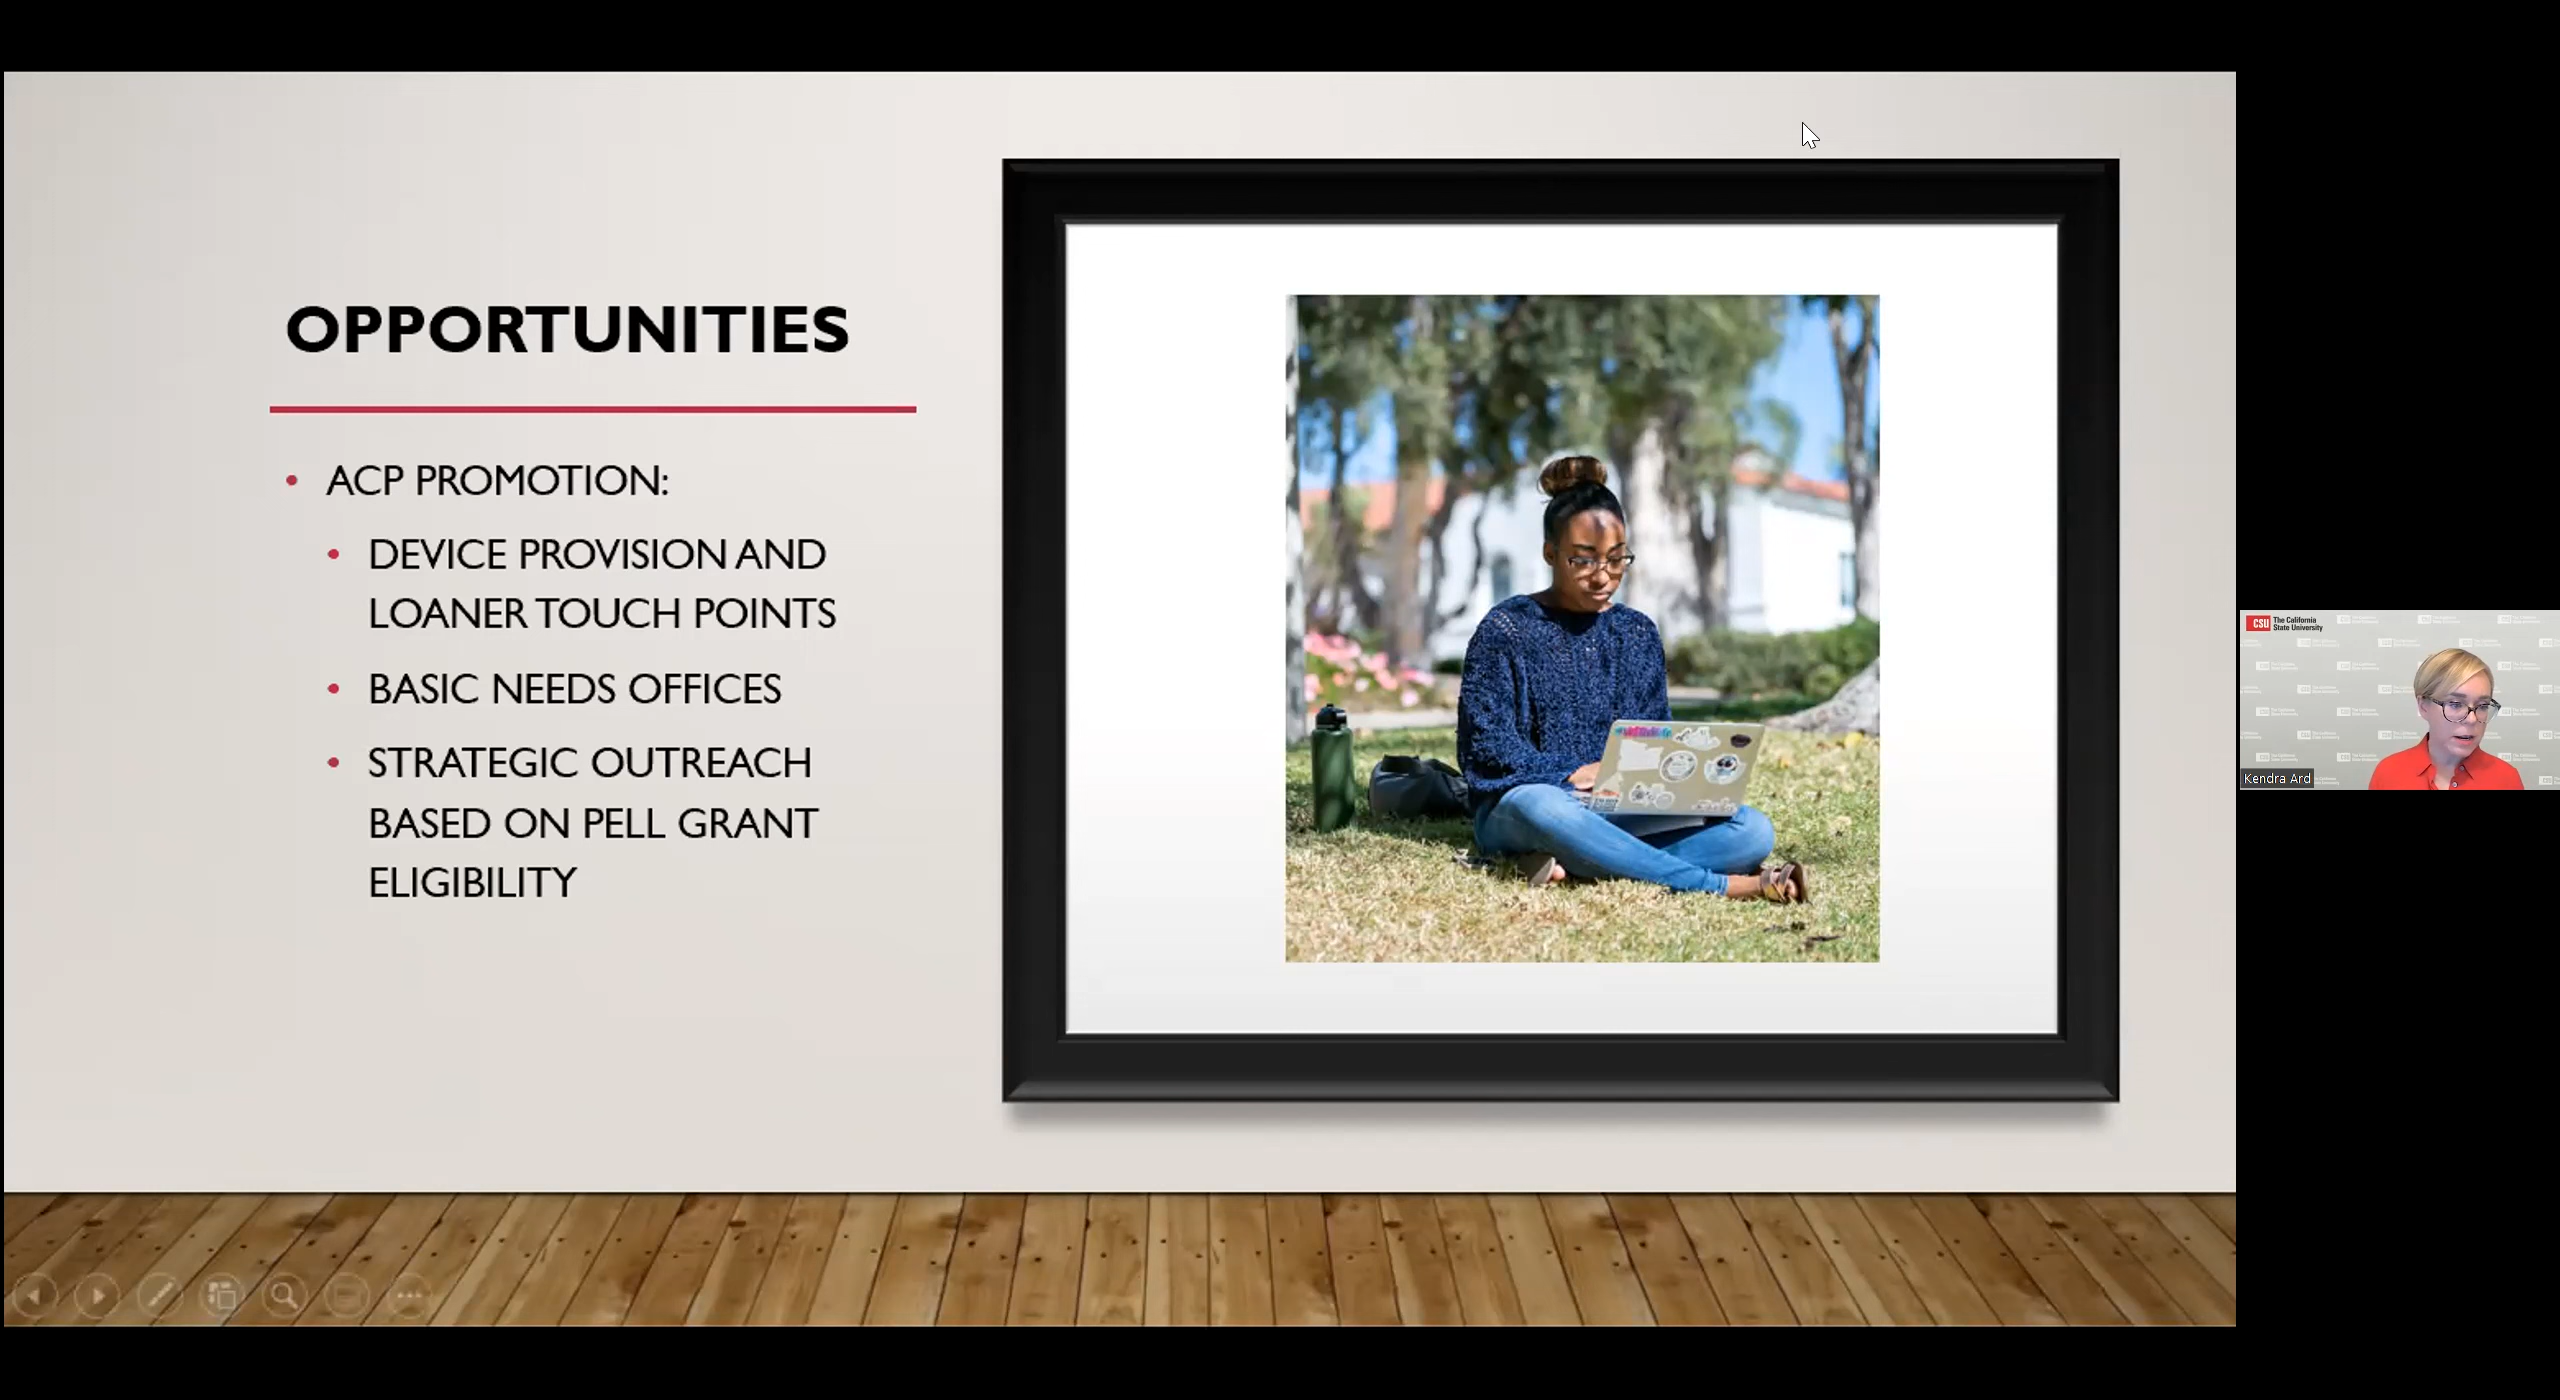 OPPORTUNITIES
• ACP PROMOTION:
• DEVICE PROVISION AND
LOANER TOUCH POINTS
• BASIC NEEDS OFFICES
• STRATEGIC OUTREACH
BASED ON PELL GRANT
ELIGIBILITY
CSU The California
State University
Kendra Ard